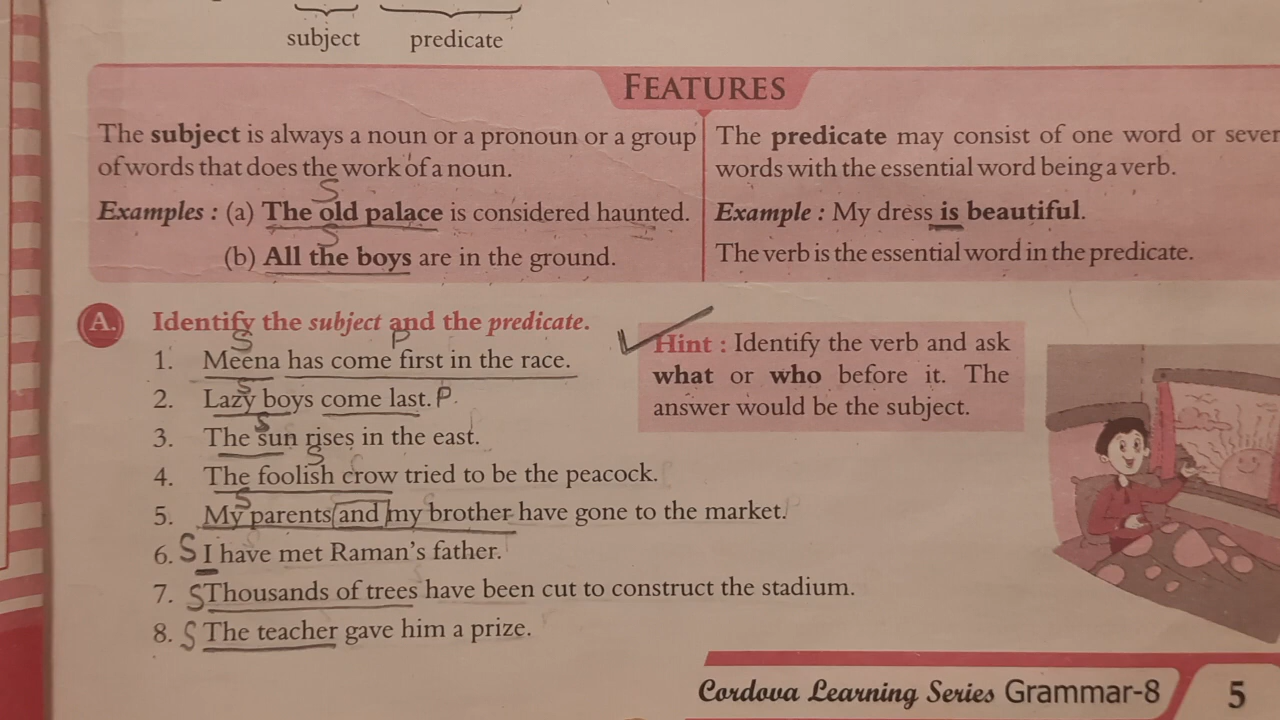 subject predicate
FEATURES
The subject is always a noun or a pronoun or a group
of words that does the work of a noun.
S
Examples : (a) The old palace is considered haunted.
S
(b) All the boys are in the ground.
The predicate may consist of one word or sever
words with the essential word being a verb.
Example : My dress is beautiful.
The verb is the essential word in the predicate.
A. Identify the subject and the predicate.
S P
1. Meena has come first in the race.
S
2. Lazy boys come last. P.
S
3. The sun rises in the east.
S
4. The foolish crow tried to be the peacock.
S
5. My parents and my brother have gone to the market.
6. S I have met Raman's father.
7. S Thousands of trees have been cut to construct the stadium.
8. S The teacher gave him a prize.
Hint : Identify the verb and ask
what or who before it. The
answer would be the subject.
Cordova Learning Series Grammar-8 5